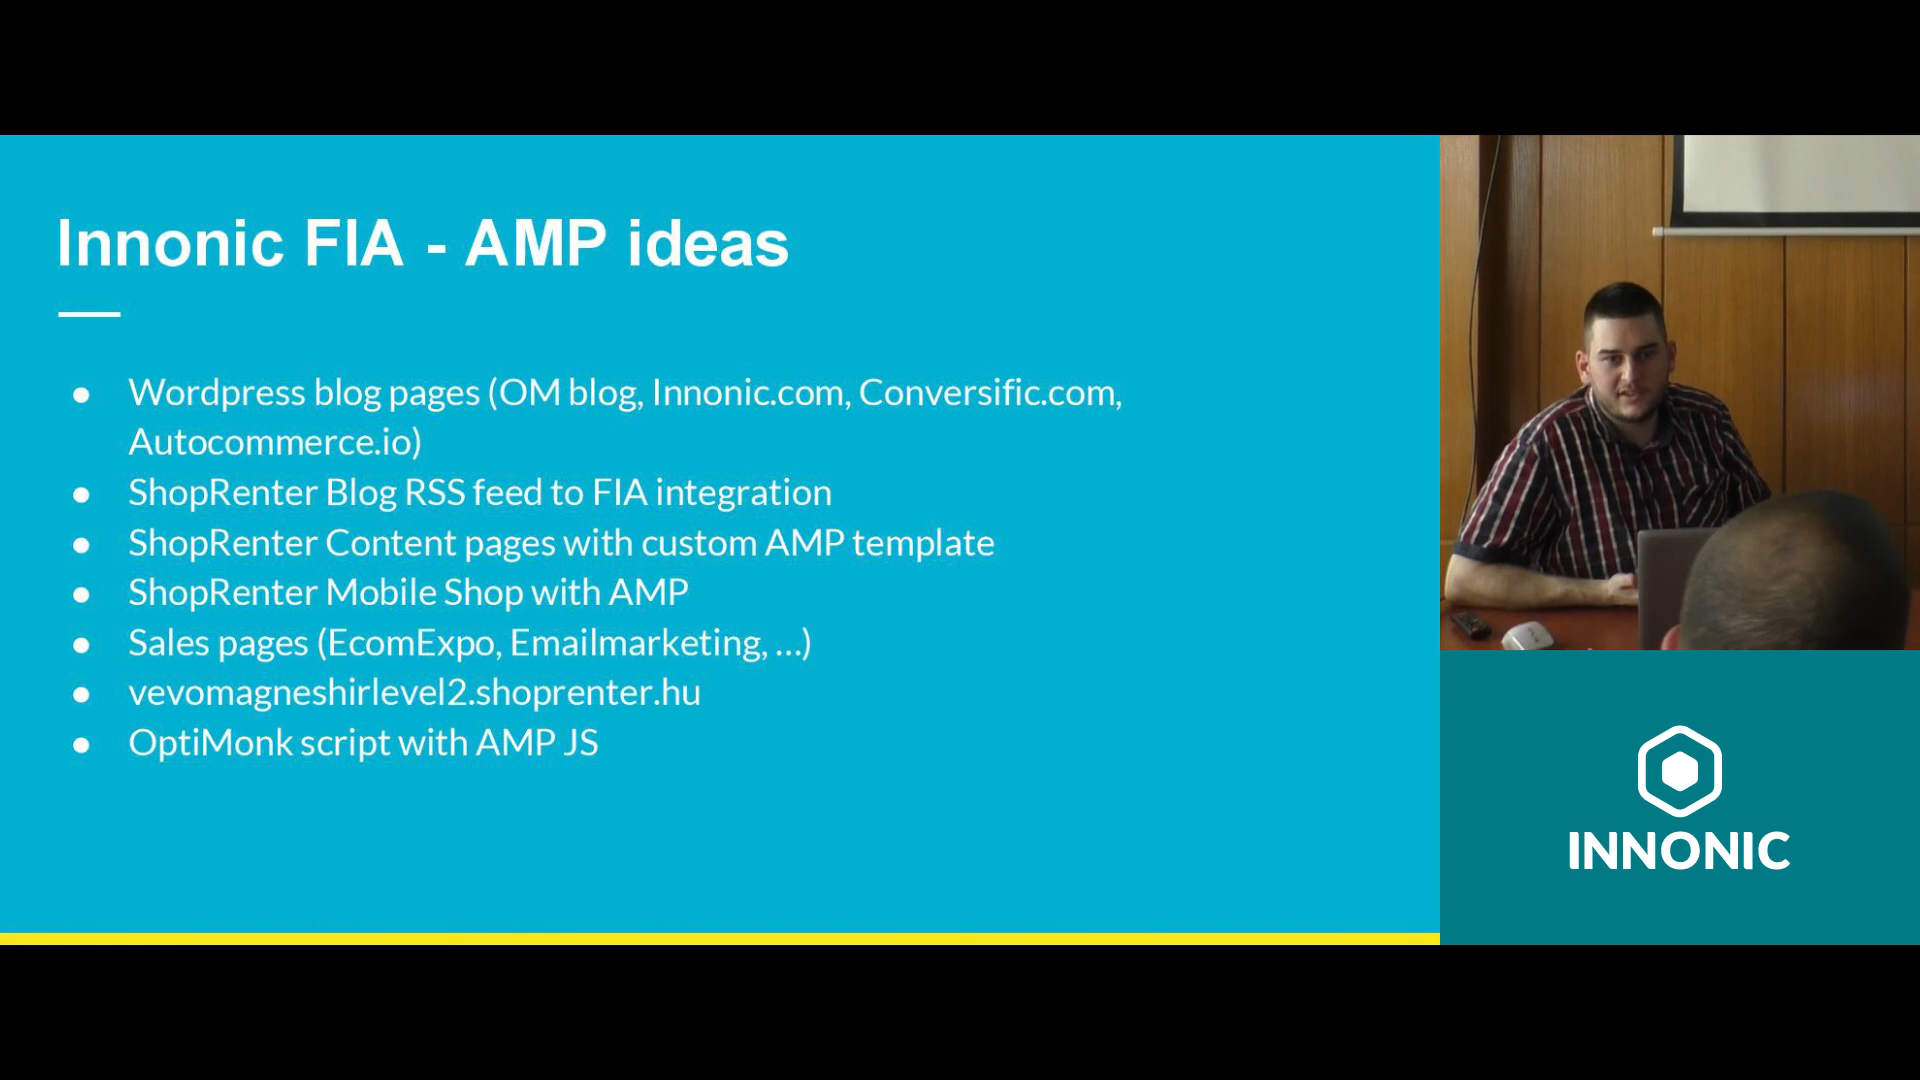 Innonic FIA - AMP ideas
● Wordpress blog pages (OM blog, Innonic.com, Conversific.com,
Autocommerce.io)
● ShopRenter Blog RSS feed to FIA integration
● ShopRenter Content pages with custom AMP template
● ShopRenter Mobile Shop with AMP
● Sales pages (EcomExpo, Emailmarketing, ...)
● vevomagneshirlevel2.shoprenter.hu
● OptiMonk script with AMP JS
INNONIC